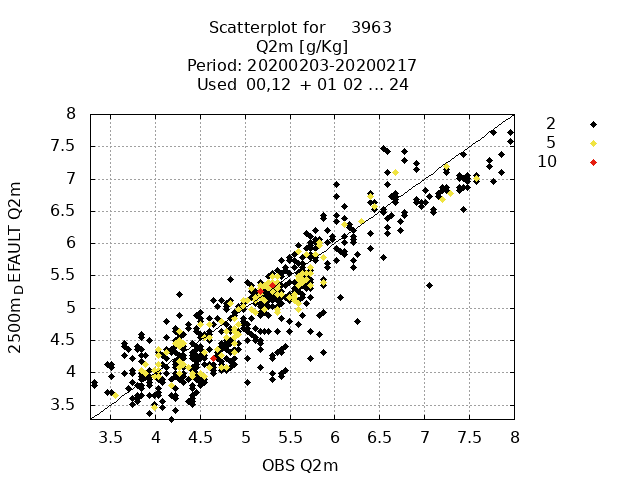 Scatterplot for 3963
Q2m [g/Kg]
Period: 20200203-20200217
Used 00,12 + 01 02 ... 24
2
5
10
8
7.5
7
6.5
6
5.5
5
4.5
4
3.5
2500m DEFAULT Q2m
3.5 4 4.5 5 5.5 6 6.5 7 7.5 8
OBS Q2m